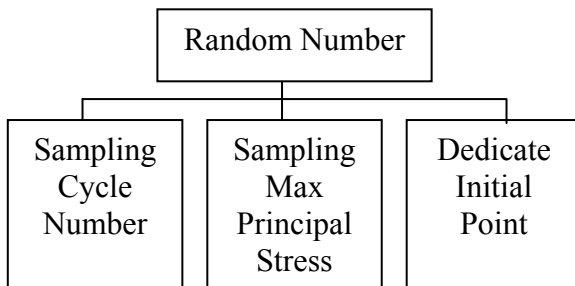 Random Number
Sampling
Cycle
Number
Sampling
Max
Principal
Stress
Dedicate
Initial
Point